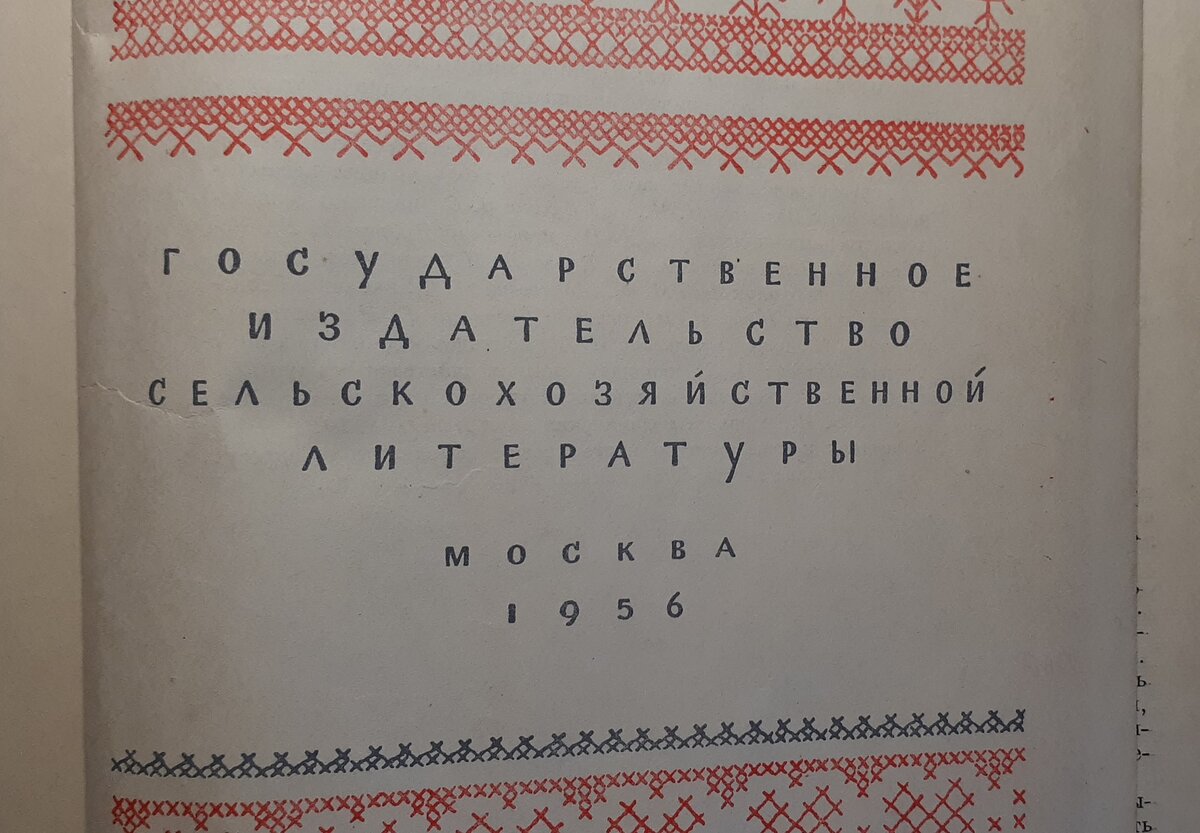 ГОСУДАРСТВЕННОЕ
ИЗДАТЕЛЬСТВО
СЕЛЬСКОХОЗЯЙСТВЕННОЙ
ЛИТЕРАТУРЫ
МОСКВА
1956